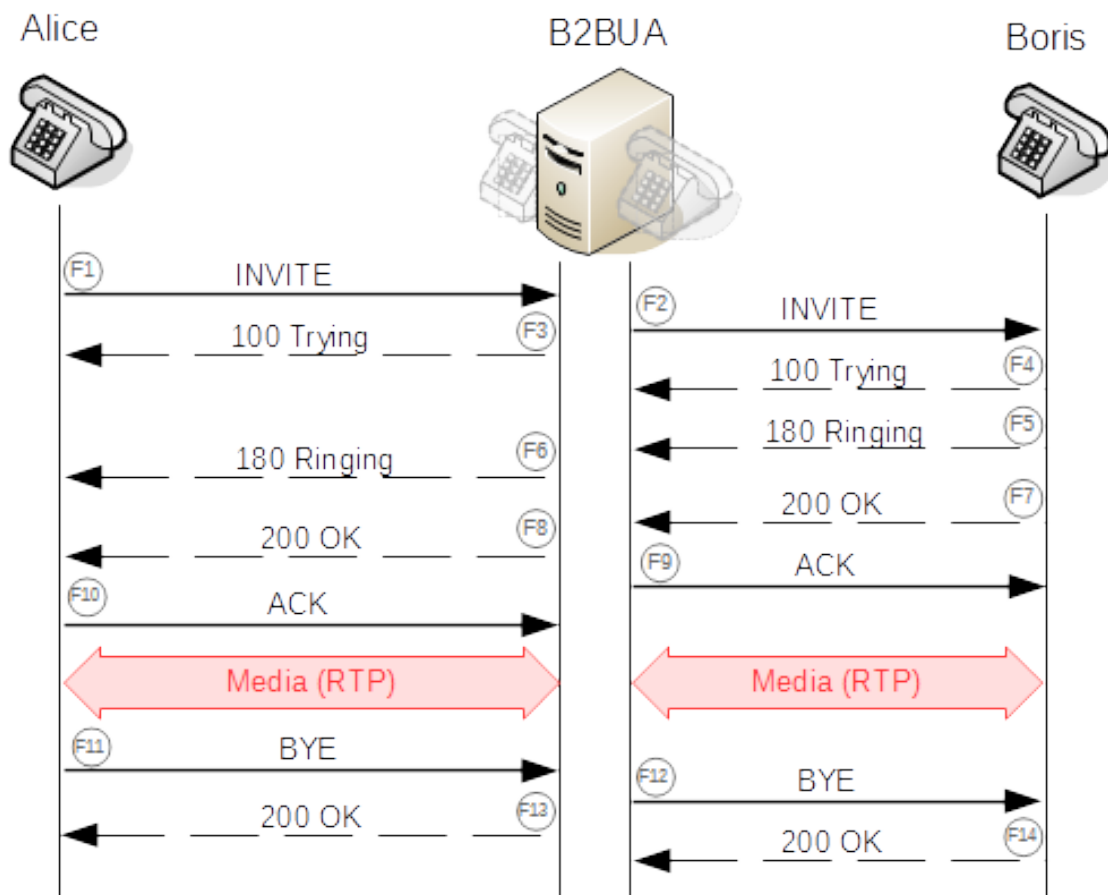 Alice
B2BUA
Boris
F1 INVITE
F2 INVITE
100 Trying F3
100 Trying F4
180 Ringing F5
180 Ringing F6
200 OK F7
200 OK F8
F9 ACK
F10 ACK
Media (RTP)
Media (RTP)
F11 BYE
F12 BYE
200 OK F13
200 OK F14